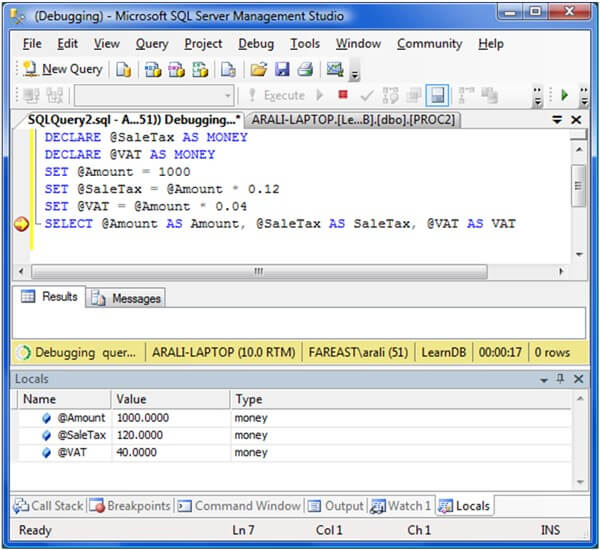 (Debugging) - Microsoft SQL Server Management Studio
File Edit View Query Project Debug Tools Window Community Help
New Query
Execute
SQLQuery2.sql - A...51)) Debugging...* ARALI-LAPTOP.[Le...B].[dbo].[PROC2]
DECLARE @SaleTax AS MONEY
DECLARE @VAT AS MONEY
SET @Amount = 1000
SET @SaleTax = @Amount * 0.12
SET @VAT = @Amount * 0.04
SELECT @Amount AS Amount, @SaleTax AS SaleTax, @VAT AS VAT
Results Messages
Debugging quer... ARALI-LAPTOP (10.0 RTM) FAREAST\arali (51) LearnDB 00:00:17 0 rows
Locals
Name Value Type
@Amount 1000.0000 money
@SaleTax 120.0000 money
@VAT 40.0000 money
Call Stack Breakpoints Command Window Output Watch 1 Locals
Ready Ln 7 Col 1 Ch 1 INS